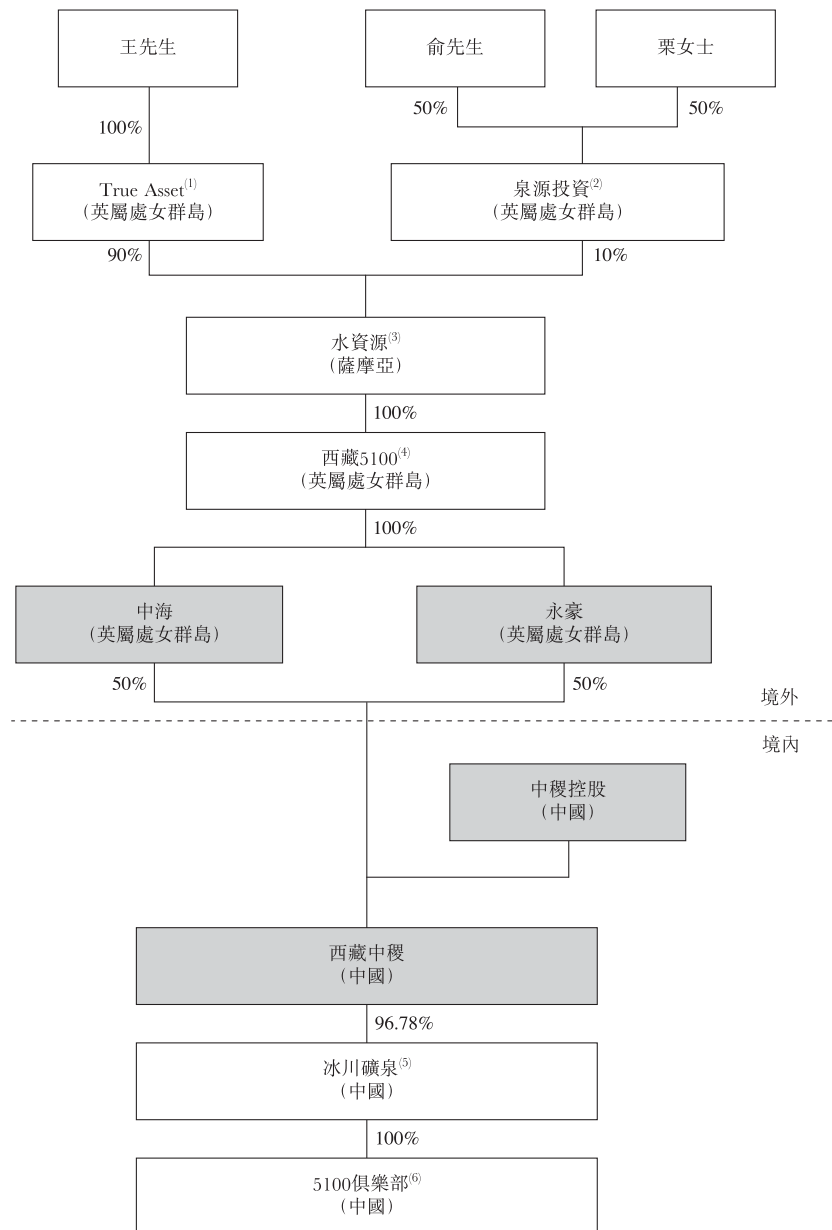 王先生
俞先生
栗女士
100%
50%
50%
True Asset(1)
(英屬處女群島)
泉源投資(2)
(英屬處女群島)
90%
10%
水資源(3)
(薩摩亞)
100%
西藏5100(4)
(英屬處女群島)
100%
中海
(英屬處女群島)
永豪
(英屬處女群島)
50%
50%
境外
境內
中稷控股
(中國)
西藏中稷
(中國)
96.78%
冰川礦泉(5)
(中國)
100%
5100俱樂部(6)
(中國)